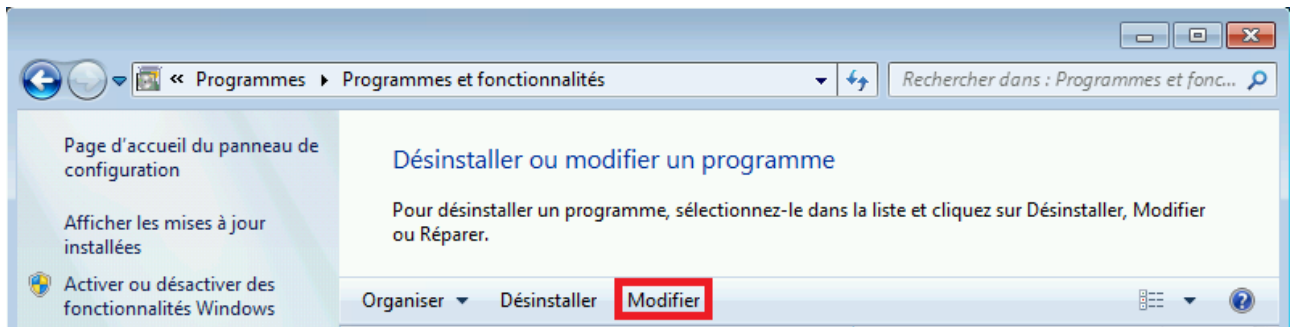 « Programmes Programmes et fonctionnalités
Rechercher dans : Programmes et fonc...
Page d'accueil du panneau de
configuration
Afficher les mises à jour
installées
Activer ou désactiver des
fonctionnalités Windows
Désinstaller ou modifier un programme
Pour désinstaller un programme, sélectionnez-le dans la liste et cliquez sur Désinstaller, Modifier
ou Réparer.
Organiser Désinstaller Modifier